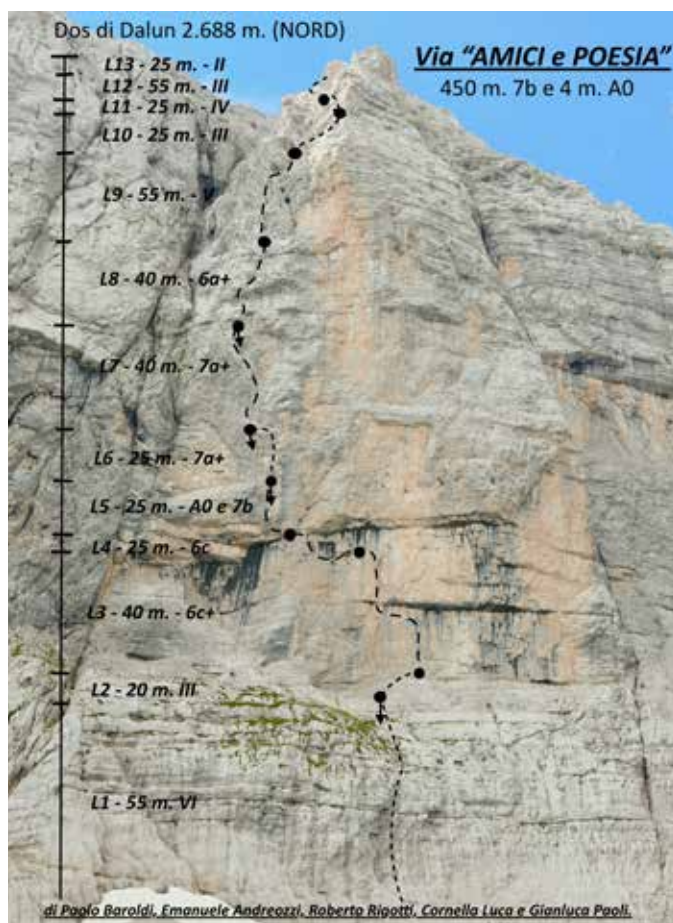 Dos di Dalun 2.688 m. (NORD)
Via "AMICI e POESIA"
450 m. 7b e 4 m. A0
L13 - 25 m. - II
L12 - 55 m. - III
L11 - 25 m. - IV
L10 - 25 m. - III
L9 - 55 m. - V
L8 - 40 m. - 6a+
L7 - 40 m. - 7a+
L6 - 25 m. - 7a+
L5 - 25 m. - A0 e 7b
L4 - 25 m. - 6c
L3 - 40 m. - 6c+
L2 - 20 m. III
L1 - 55 m. VI
di Paolo Baroldi, Emanuele Andreozzi, Roberto Rigotti, Cornella Luca e Gianluca Paoli.